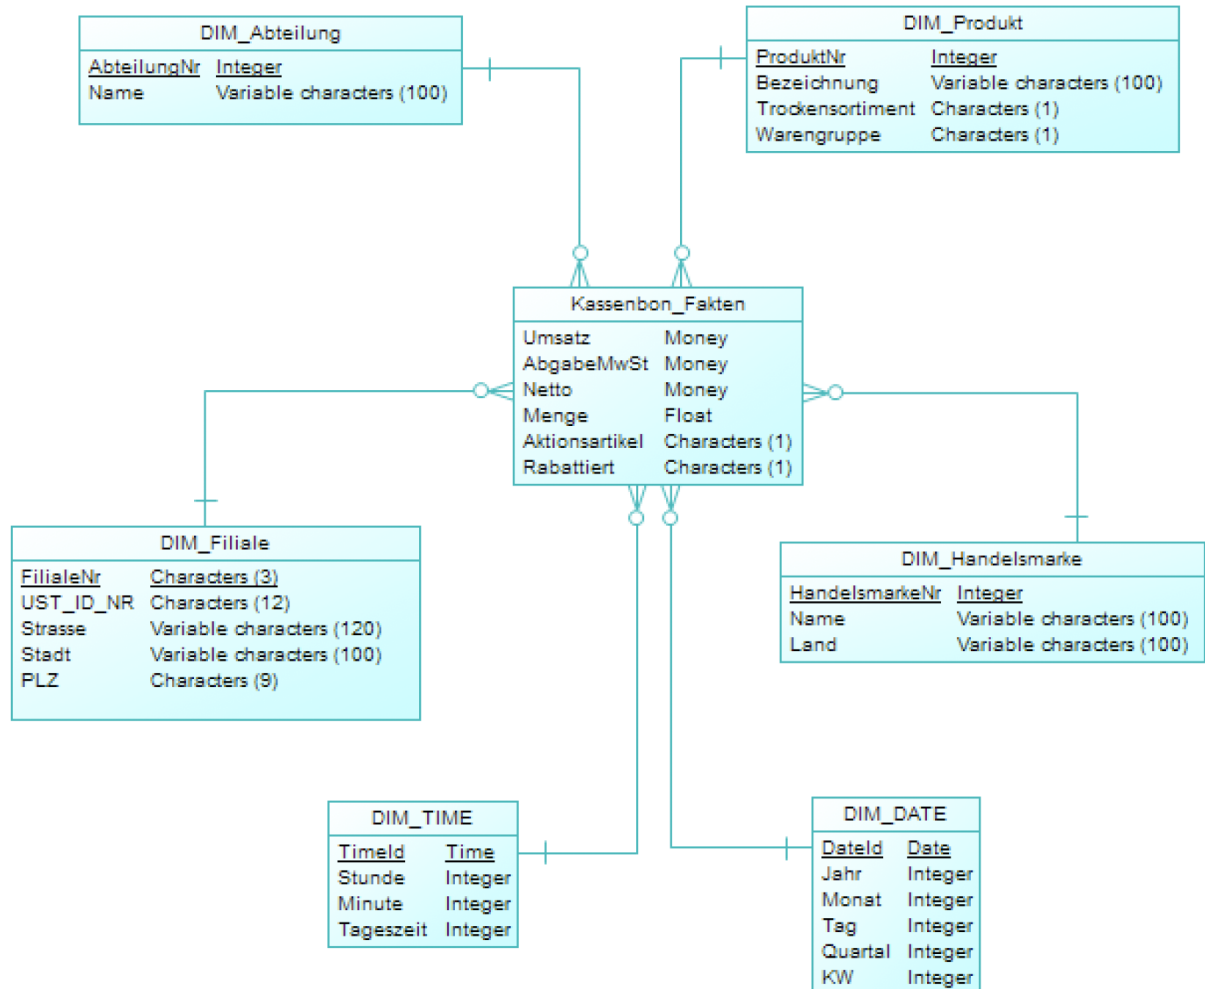 DIM_Abteilung
AbteilungNr Integer
Name Variable characters (100)
DIM_Produkt
ProduktNr Integer
Bezeichnung Variable characters (100)
Trockensortiment Characters (1)
Warengruppe Characters (1)
Kassenbon_Fakten
Umsatz Money
AbgabeMwSt Money
Netto Money
Menge Float
Aktionsartikel Characters (1)
Rabattiert Characters (1)
DIM_Filiale
FilialeNr Characters (3)
UST_ID_NR Characters (12)
Strasse Variable characters (120)
Stadt Variable characters (100)
PLZ Characters (9)
DIM_Handelsmarke
HandelsmarkeNr Integer
Name Variable characters (100)
Land Variable characters (100)
DIM_TIME
TimeId Time
Stunde Integer
Minute Integer
Tageszeit Integer
DIM_DATE
DateId Date
Jahr Integer
Monat Integer
Tag Integer
Quartal Integer
KW Integer